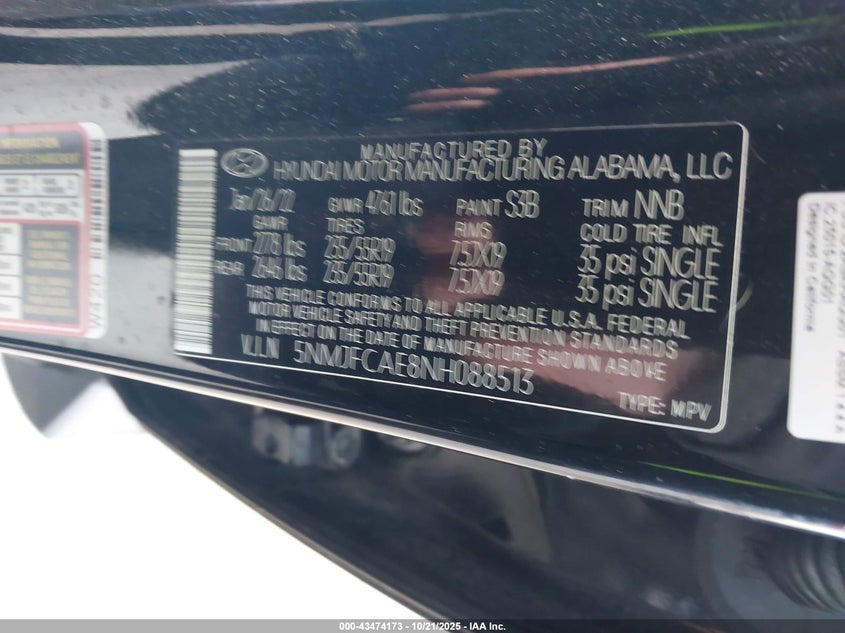 MANUFACTURED BY
HYUNDAI MOTOR MANUFACTURING ALABAMA, LLC
Jan/26/22 GVWR 4761 lbs PAINT S3B TRIM NNB
GAWR TIRES RIMS COLD TIRE INFL
FRONT 2778 lbs 235/55R19 7.5JX19 35 psi SINGLE
REAR 2646 lbs 235/55R19 7.5JX19 35 psi SINGLE
THIS VEHICLE CONFORMS TO ALL APPLICABLE U.S.A. FEDERAL
MOTOR VEHICLE SAFETY AND THEFT PREVENTION STANDARDS
IN EFFECT ON THE DATE OF MANUFACTURE SHOWN ABOVE.
V.I.N 5NMJFCAE8NH088513
TYPE: MPV
Designed in California
000-43474173 - 10/21/2025 - IAA Inc.